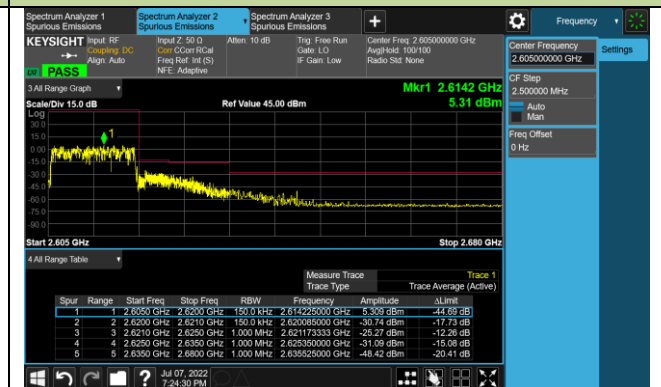 Spectrum Analyzer 1
Spurious Emissions
Spectrum Analyzer 2
Spurious Emissions
Spectrum Analyzer 3
Spurious Emissions
Frequency
KEYSIGHT
Input: RF
Coupling: DC
Align: Auto
Input Z: 50 Ω
Corr CCorr RCal
Freq Ref: Int (S)
NFE: Adaptive
Atten: 10 dB
Trig: Free Run
Gate: LO
IF Gain: Low
Center Freq: 2.605000000 GHz
Avg|Hold: 100/100
Radio Std: None
PASS
Center Frequency
2.605000000 GHz
Settings
CF Step
2.500000 MHz
Auto
Man
Freq Offset
0 Hz
3 All Range Graph
Mkr1 2.6142 GHz
5.31 dBm
Scale/Div 15.0 dB
Ref Value 45.00 dBm
Log
30.0
15.0
0.00
-15.0
-30.0
-45.0
-60.0
-75.0
-90.0
1
Start 2.605 GHz
Stop 2.680 GHz
4 All Range Table
Measure Trace Trace 1
Trace Type Trace Average (Active)
Spur Range Start Freq Stop Freq RBW Frequency Amplitude ΔLimit
1 1 2.6050 GHz 2.6200 GHz 150.0 kHz 2.614225000 GHz 5.309 dBm -44.69 dB
2 2 2.6200 GHz 2.6210 GHz 150.0 kHz 2.620085000 GHz -30.74 dBm -17.73 dB
3 3 2.6210 GHz 2.6250 GHz 1.000 MHz 2.621173333 GHz -25.27 dBm -12.26 dB
4 4 2.6250 GHz 2.6350 GHz 1.000 MHz 2.625350000 GHz -31.09 dBm -15.08 dB
5 5 2.6350 GHz 2.6800 GHz 1.000 MHz 2.635525000 GHz -48.42 dBm -20.41 dB
Jul 07, 2022
7:24:30 PM